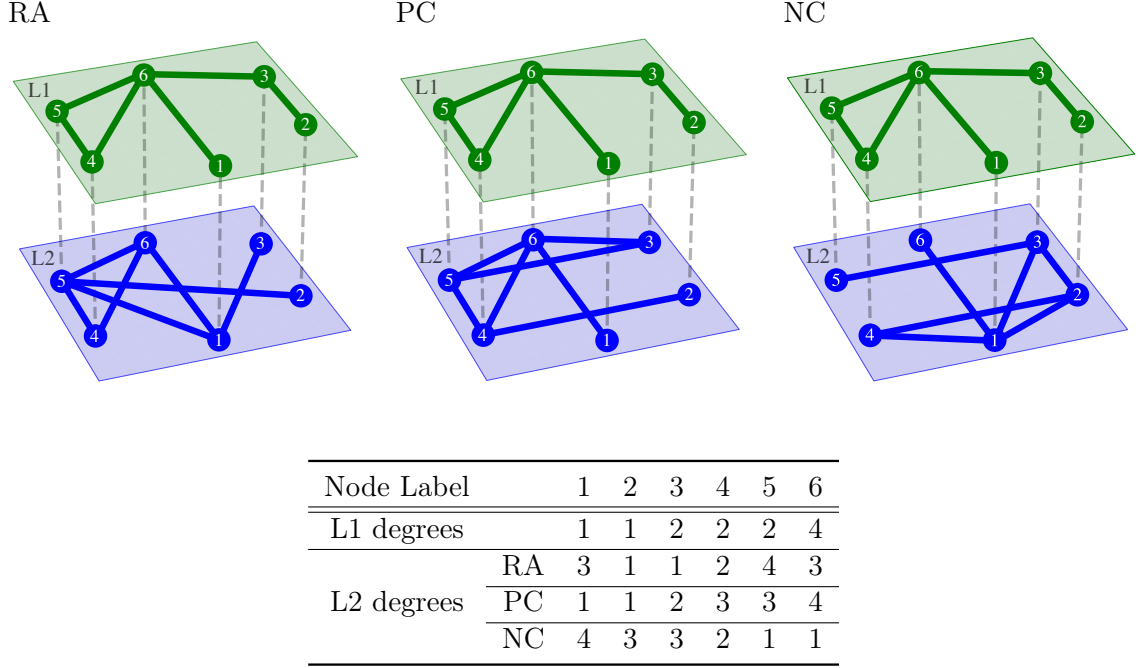 RA PC NC
L1 6 3 5 2 4 1
L1 6 3 5 2 4 1
L1 6 3 5 2 4 1
L2 6 3 5 2 4 1
L2 6 3 5 2 4 1
L2 6 3 5 2 4 1
Node Label 1 2 3 4 5 6
L1 degrees 1 1 2 2 2 4
RA 3 1 1 2 4 3
L2 degrees PC 1 1 2 3 3 4
NC 4 3 3 2 1 1